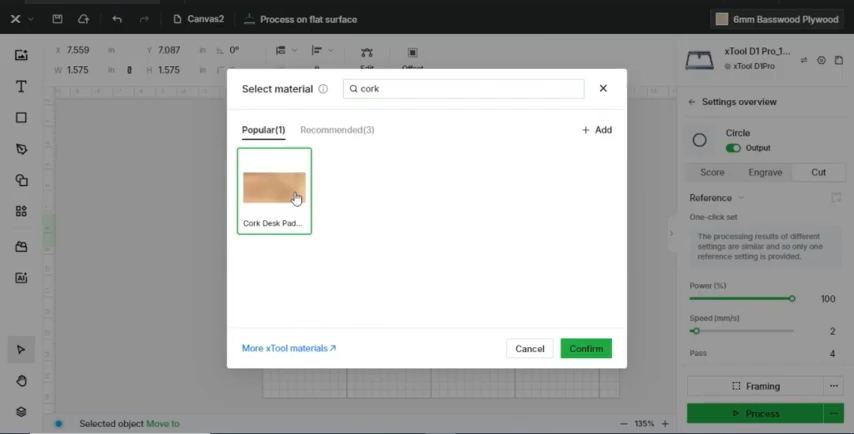 Canvas2
Process on flat surface
6mm Basswood Plywood
X 7.559 in Y 7.087 in 0°
W 1.575 in H 1.575 in
Edit
Offset
xTool D1 Pro_1...
xTool D1Pro
Select material
cork
Settings overview
Popular(1)
Recommended(3)
Add
Circle
Output
Score Engrave Cut
Reference
One-click set
Cork Desk Pad...
The processing results of different
settings are similar and so only one
reference setting is provided.
Power (%)
100
Speed (mm/s)
2
Pass
4
More xTool materials
Cancel
Confirm
Framing
Process
Selected object Move to
135%